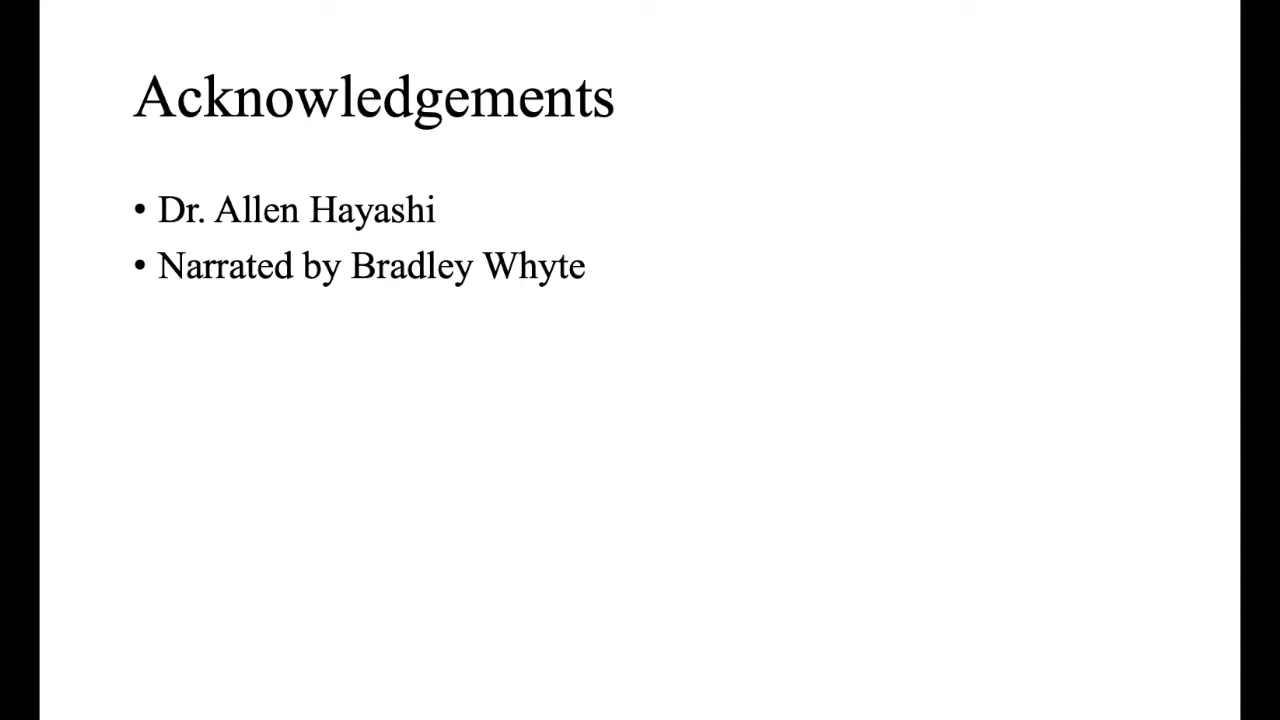 Acknowledgements
• Dr. Allen Hayashi
• Narrated by Bradley Whyte